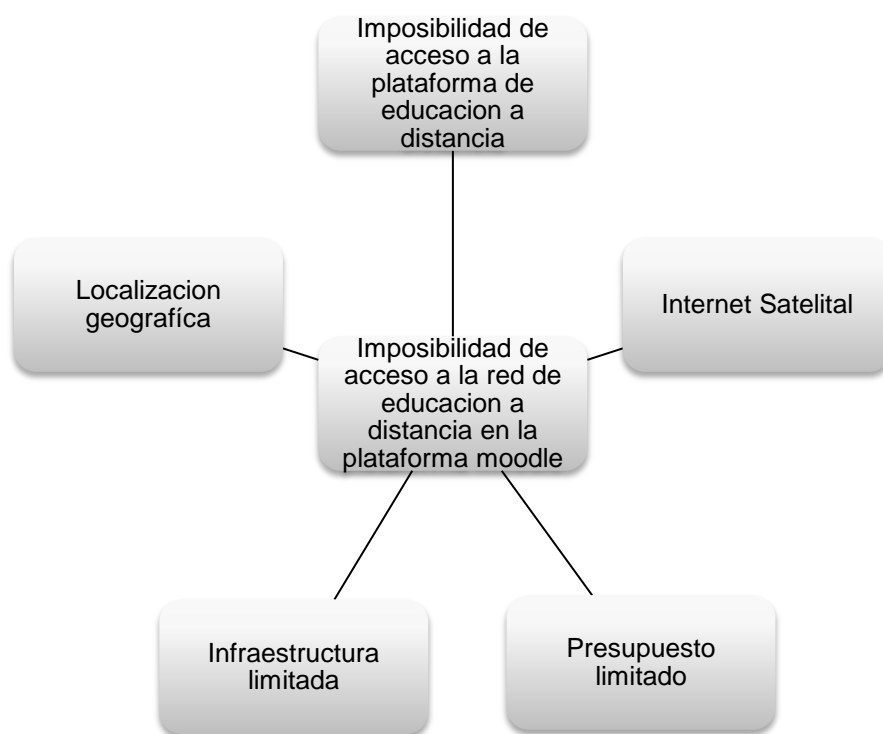 Imposibilidad de
acceso a la
plataforma de
educacion a
distancia
Localizacion
geografíca
Internet Satelital
Imposibilidad de
acceso a la red de
educacion a
distancia en la
plataforma moodle
Infraestructura
limitada
Presupuesto
limitado